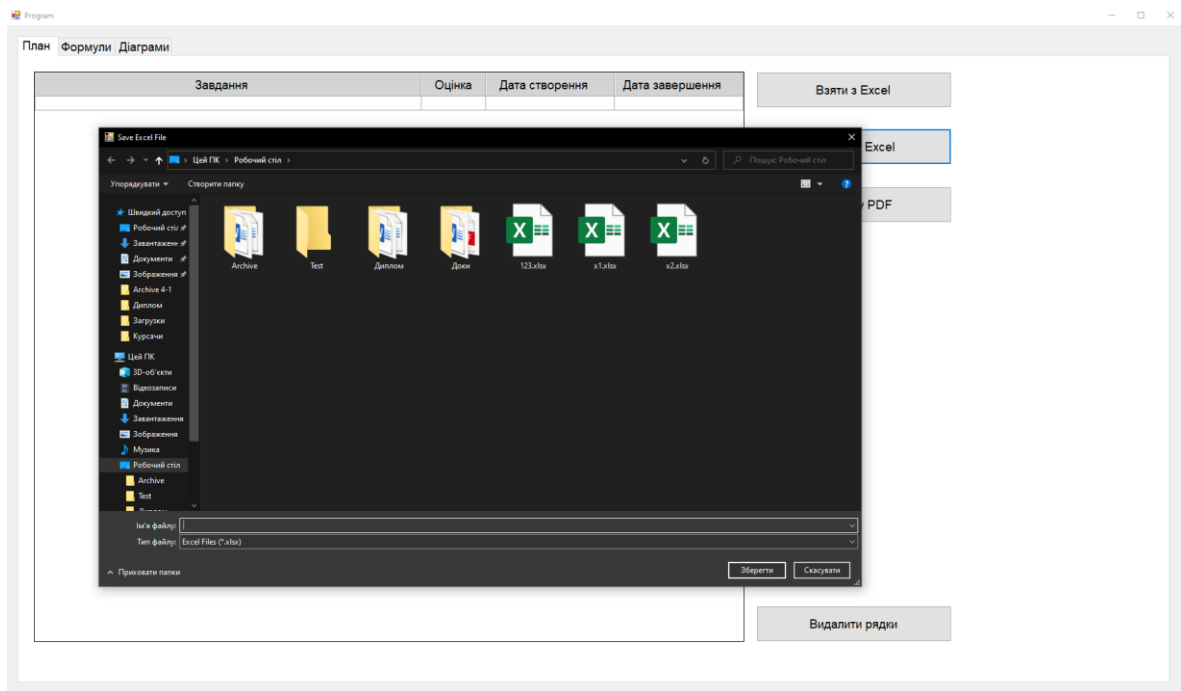 Program
План Формули Діаграми
Завдання Оцінка Дата створення Дата завершення
Взяти з Excel
Excel
у PDF
Save Excel File
Цей ПК › Робочий стіл ›
Пошук: Робочий стіл
Упорядкувати Створити папку
Швидкий доступ
Робочий стіл
Завантажен
Документи
Зображення
Archive 4-1
Диплом
Загрузки
Курсачи
Цей ПК
3D-об'єкти
Відеозаписи
Документи
Завантаження
Зображення
Музика
Робочий стіл
Archive
Test
Archive Test Диплом Доки 123.xlsx x1.xlsx x2.xlsx
Ім'я файлу:
Тип файлу: Excel Files (*.xlsx)
Приховати папки
Зберегти Скасувати
Видалити рядки